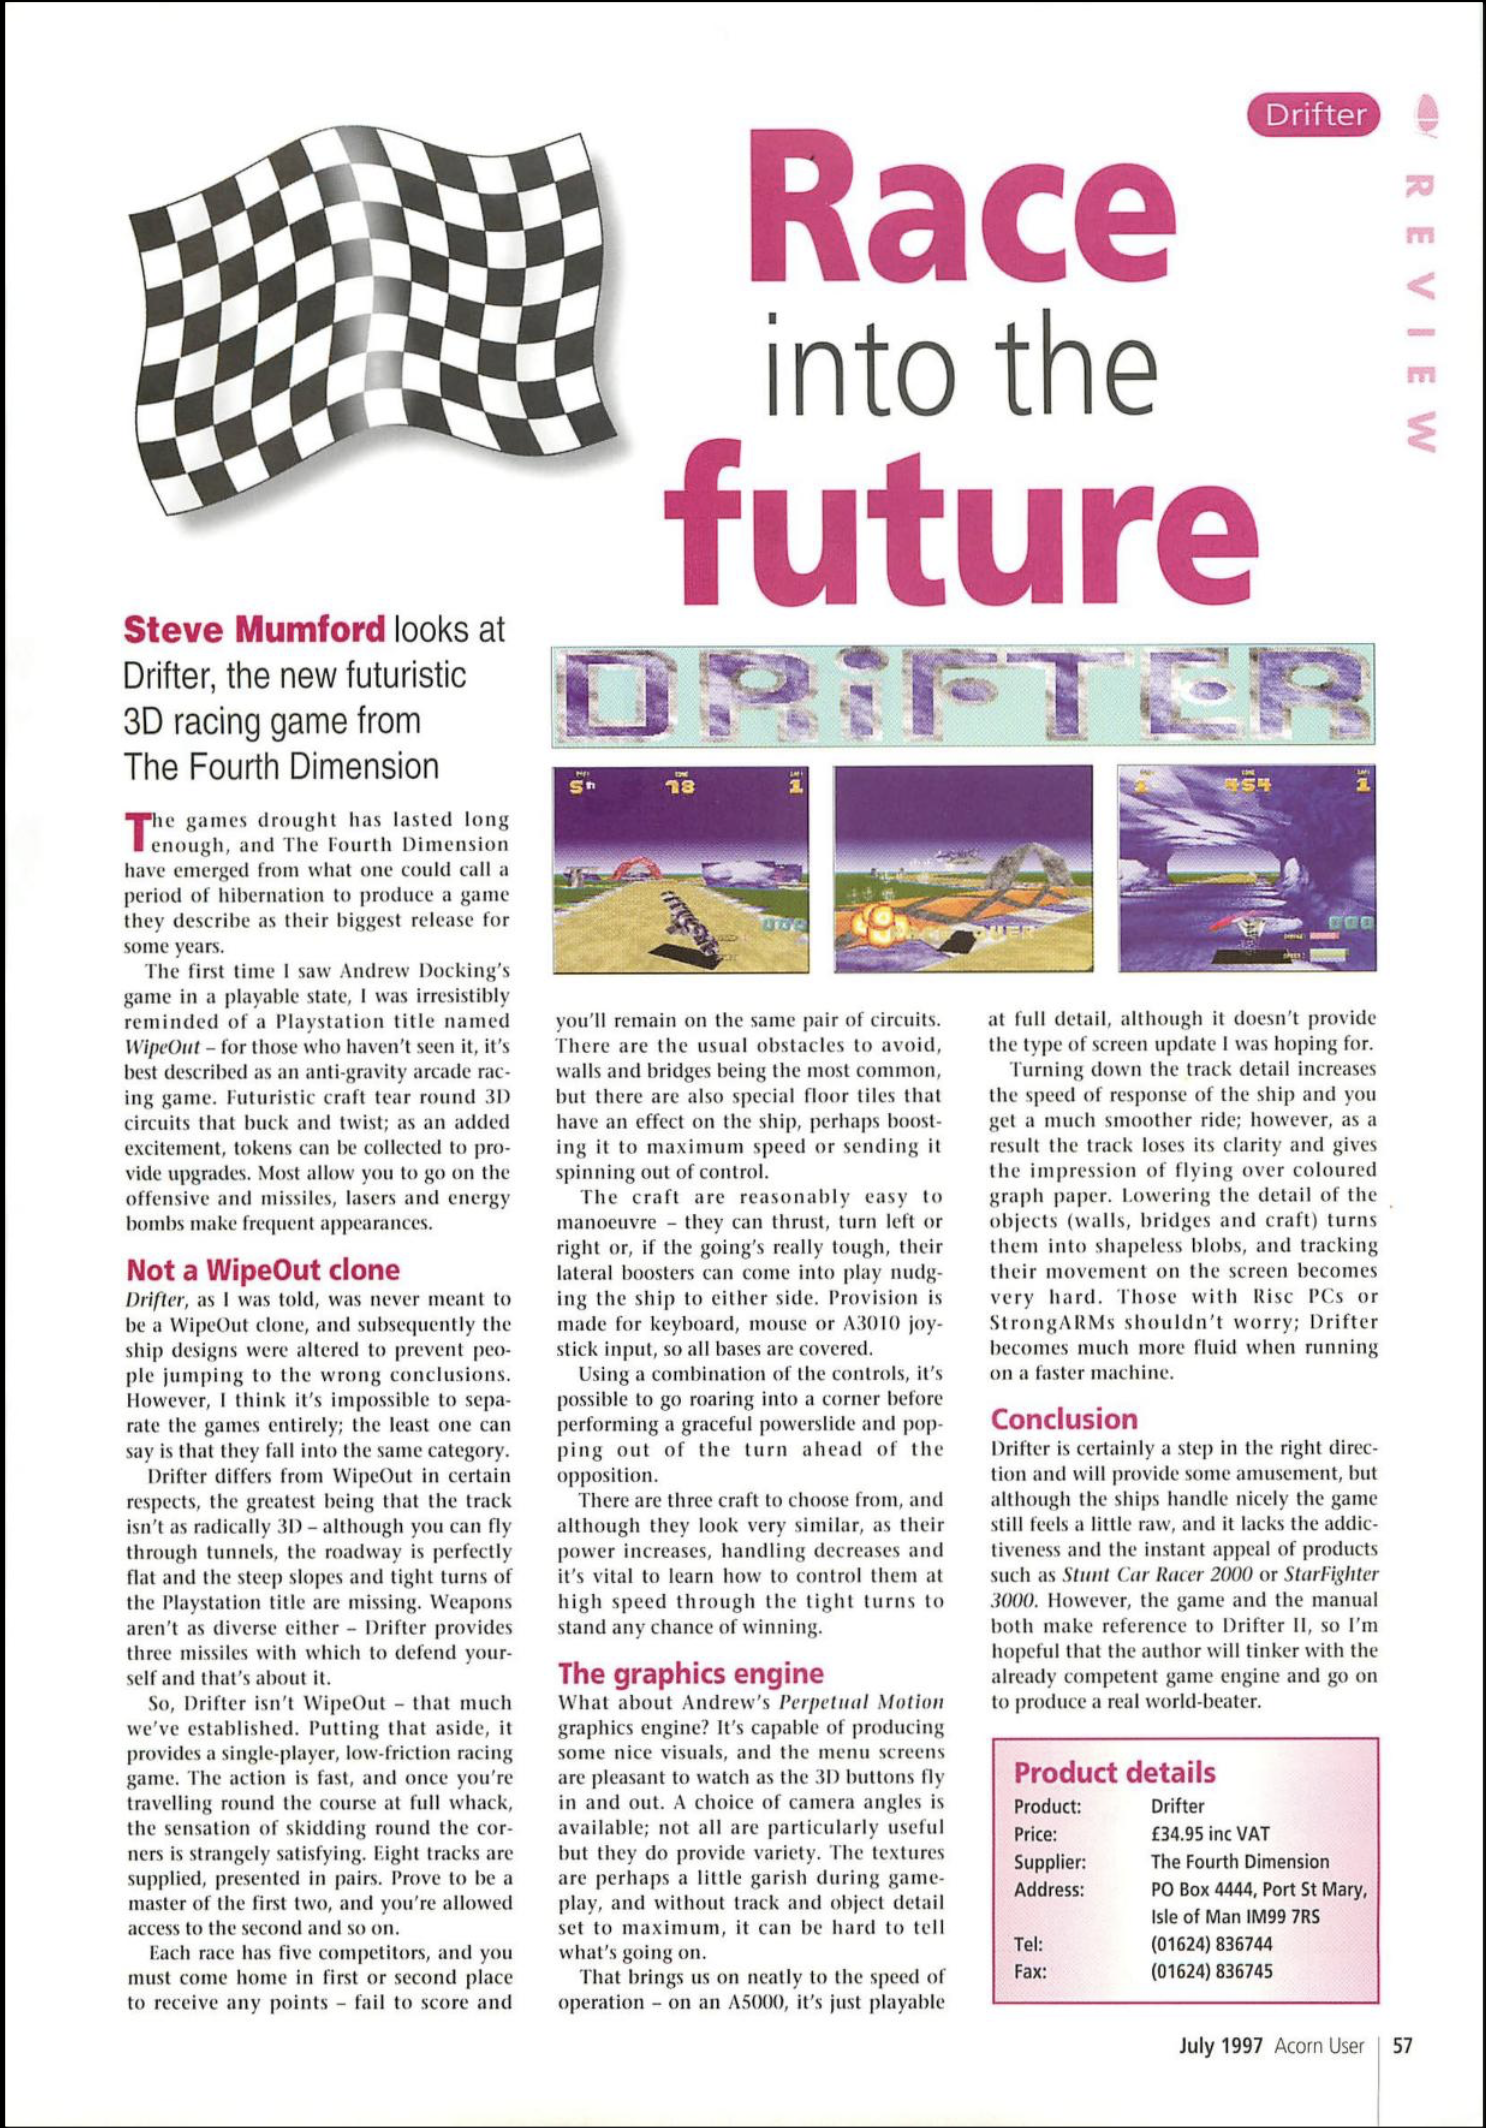 Drifter
REVIEW
Race
into the
future
Steve Mumford looks at
Drifter, the new futuristic
3D racing game from
The Fourth Dimension
DRiFTER
5th
78
1
1
454
1
The games drought has lasted long
enough, and The Fourth Dimension
have emerged from what one could call a
period of hibernation to produce a game
they describe as their biggest release for
some years.
The first time I saw Andrew Docking's
game in a playable state, I was irresistibly
reminded of a Playstation title named
WipeOut – for those who haven't seen it, it's
best described as an anti-gravity arcade rac-
ing game. Futuristic craft tear round 3D
circuits that buck and twist; as an added
excitement, tokens can be collected to pro-
vide upgrades. Most allow you to go on the
offensive and missiles, lasers and energy
bombs make frequent appearances.
Not a WipeOut clone
Drifter, as I was told, was never meant to
be a WipeOut clone, and subsequently the
ship designs were altered to prevent peo-
ple jumping to the wrong conclusions.
However, I think it's impossible to sepa-
rate the games entirely; the least one can
say is that they fall into the same category.
Drifter differs from WipeOut in certain
respects, the greatest being that the track
isn't as radically 3D – although you can fly
through tunnels, the roadway is perfectly
flat and the steep slopes and tight turns of
the Playstation title are missing. Weapons
aren't as diverse either – Drifter provides
three missiles with which to defend your-
self and that's about it.
So, Drifter isn't WipeOut – that much
we've established. Putting that aside, it
provides a single-player, low-friction racing
game. The action is fast, and once you're
travelling round the course at full whack,
the sensation of skidding round the cor-
ners is strangely satisfying. Eight tracks are
supplied, presented in pairs. Prove to be a
master of the first two, and you're allowed
access to the second and so on.
Each race has five competitors, and you
must come home in first or second place
to receive any points – fail to score and
you'll remain on the same pair of circuits.
There are the usual obstacles to avoid,
walls and bridges being the most common,
but there are also special floor tiles that
have an effect on the ship, perhaps boost-
ing it to maximum speed or sending it
spinning out of control.
The craft are reasonably easy to
manoeuvre – they can thrust, turn left or
right or, if the going's really tough, their
lateral boosters can come into play nudg-
ing the ship to either side. Provision is
made for keyboard, mouse or A3010 joy-
stick input, so all bases are covered.
Using a combination of the controls, it's
possible to go roaring into a corner before
performing a graceful powerslide and pop-
ping out of the turn ahead of the
opposition.
There are three craft to choose from, and
although they look very similar, as their
power increases, handling decreases and
it's vital to learn how to control them at
high speed through the tight turns to
stand any chance of winning.
The graphics engine
What about Andrew's Perpetual Motion
graphics engine? It's capable of producing
some nice visuals, and the menu screens
are pleasant to watch as the 3D buttons fly
in and out. A choice of camera angles is
available; not all are particularly useful
but they do provide variety. The textures
are perhaps a little garish during game-
play, and without track and object detail
set to maximum, it can be hard to tell
what's going on.
That brings us on neatly to the speed of
operation – on an A5000, it's just playable
at full detail, although it doesn't provide
the type of screen update I was hoping for.
Turning down the track detail increases
the speed of response of the ship and you
get a much smoother ride; however, as a
result the track loses its clarity and gives
the impression of flying over coloured
graph paper. Lowering the detail of the
objects (walls, bridges and craft) turns
them into shapeless blobs, and tracking
their movement on the screen becomes
very hard. Those with Risc PCs or
StrongARMs shouldn't worry; Drifter
becomes much more fluid when running
on a faster machine.
Conclusion
Drifter is certainly a step in the right direc-
tion and will provide some amusement, but
although the ships handle nicely the game
still feels a little raw, and it lacks the addic-
tiveness and the instant appeal of products
such as Stunt Car Racer 2000 or StarFighter
3000. However, the game and the manual
both make reference to Drifter II, so I'm
hopeful that the author will tinker with the
already competent game engine and go on
to produce a real world-beater.
Product details
Product: Drifter
Price: £34.95 inc VAT
Supplier: The Fourth Dimension
Address: PO Box 4444, Port St Mary,
Isle of Man IM99 7RS
Tel: (01624) 836744
Fax: (01624) 836745
July 1997 Acorn User 57